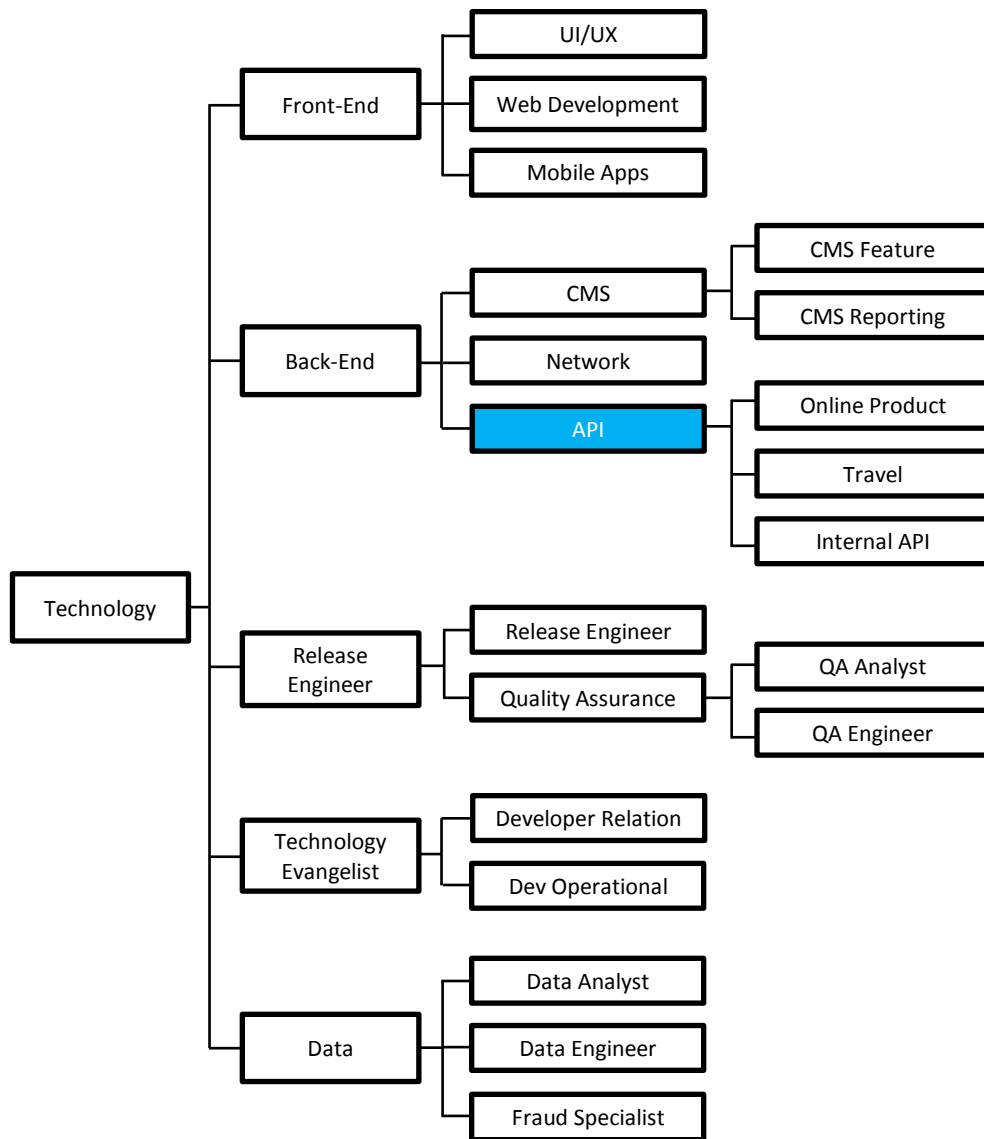 Technology
Front-End
UI/UX
Web Development
Mobile Apps
Back-End
CMS
CMS Feature
CMS Reporting
Network
API
Online Product
Travel
Internal API
Release
Engineer
Release Engineer
Quality Assurance
QA Analyst
QA Engineer
Technology
Evangelist
Developer Relation
Dev Operational
Data
Data Analyst
Data Engineer
Fraud Specialist